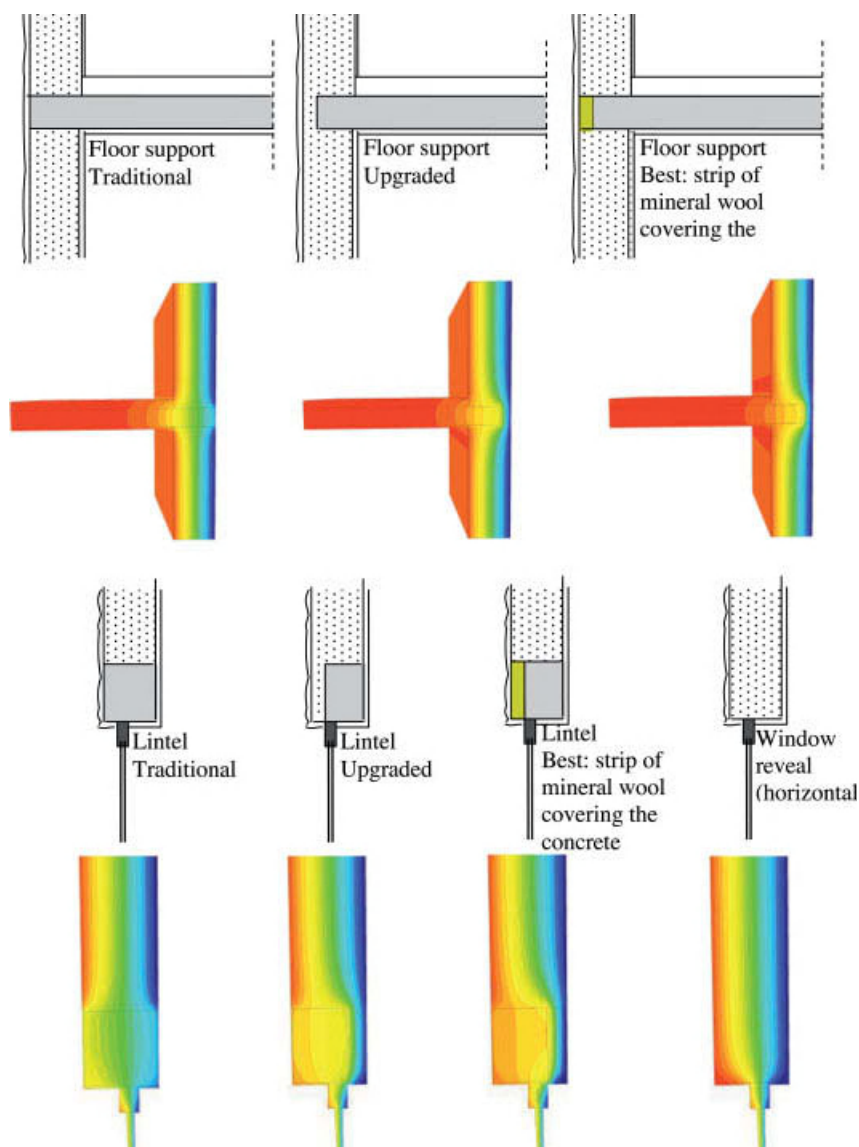 Floor support
Traditional
Floor support
Upgraded
Floor support
Best: strip of
mineral wool
covering the
Lintel
Traditional
Lintel
Upgraded
Lintel
Best: strip of
mineral wool
covering the
concrete
Window
reveal
(horizontal